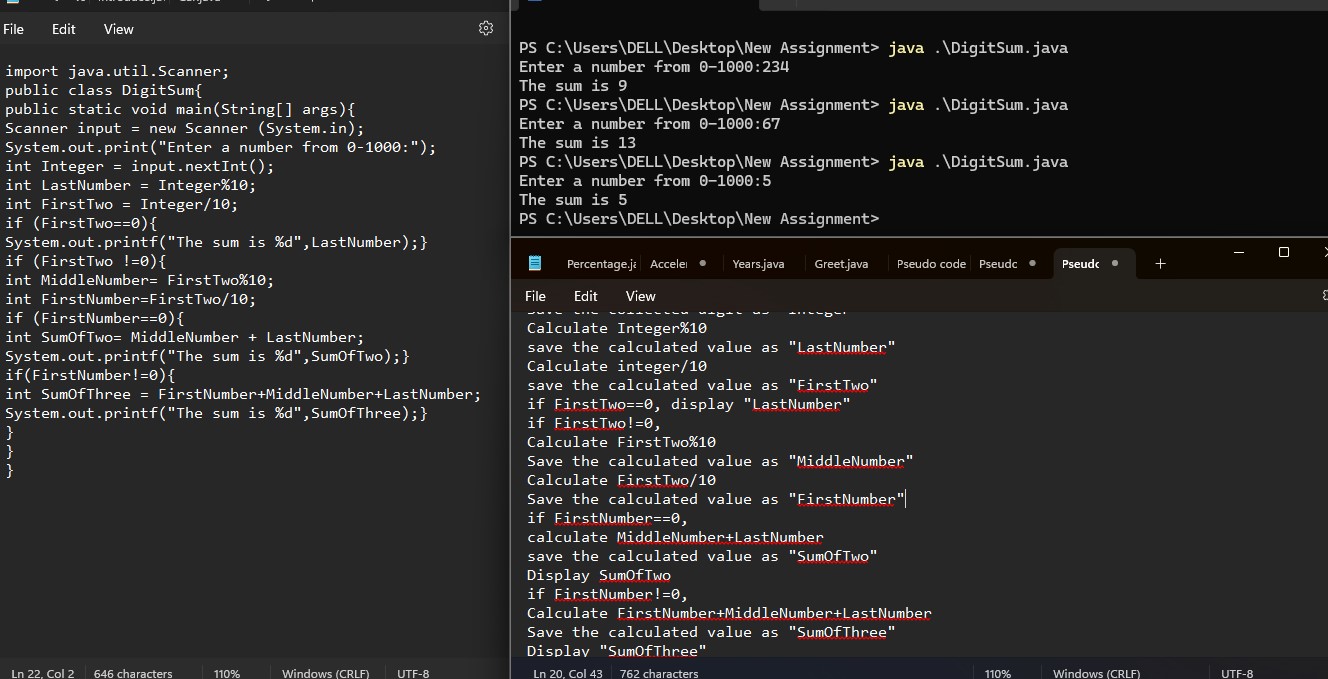 File Edit View
import java.util.Scanner;
public class DigitSum{
public static void main(String[] args){
Scanner input = new Scanner (System.in);
System.out.print("Enter a number from 0-1000:");
int Integer = input.nextInt();
int LastNumber = Integer%10;
int FirstTwo = Integer/10;
if (FirstTwo==0){
System.out.printf("The sum is %d",LastNumber);}
if (FirstTwo !=0){
int MiddleNumber= FirstTwo%10;
int FirstNumber=FirstTwo/10;
if (FirstNumber==0){
int SumOfTwo= MiddleNumber + LastNumber;
System.out.printf("The sum is %d",SumOfTwo);}
if(FirstNumber!=0){
int SumOfThree = FirstNumber+MiddleNumber+LastNumber;
System.out.printf("The sum is %d",SumOfThree);}
}
}
}
Ln 22, Col 2 646 characters 110% Windows (CRLF) UTF-8
PS C:\Users\DELL\Desktop\New Assignment> java .\DigitSum.java
Enter a number from 0-1000:234
The sum is 9
PS C:\Users\DELL\Desktop\New Assignment> java .\DigitSum.java
Enter a number from 0-1000:67
The sum is 13
PS C:\Users\DELL\Desktop\New Assignment> java .\DigitSum.java
Enter a number from 0-1000:5
The sum is 5
PS C:\Users\DELL\Desktop\New Assignment>
Percentage.ja Acceler Years.java Greet.java Pseudo code Pseudc Pseudc
File Edit View
Save the collected digit as "Integer"
Calculate Integer%10
save the calculated value as "LastNumber"
Calculate integer/10
save the calculated value as "FirstTwo"
if FirstTwo==0, display "LastNumber"
if FirstTwo!=0,
Calculate FirstTwo%10
Save the calculated value as "MiddleNumber"
Calculate FirstTwo/10
Save the calculated value as "FirstNumber"
if FirstNumber==0,
calculate MiddleNumber+LastNumber
save the calculated value as "SumOfTwo"
Display SumOfTwo
if FirstNumber!=0,
Calculate FirstNumber+MiddleNumber+LastNumber
Save the calculated value as "SumOfThree"
Display "SumOfThree"
Ln 20, Col 43 762 characters 110% Windows (CRLF) UTF-8